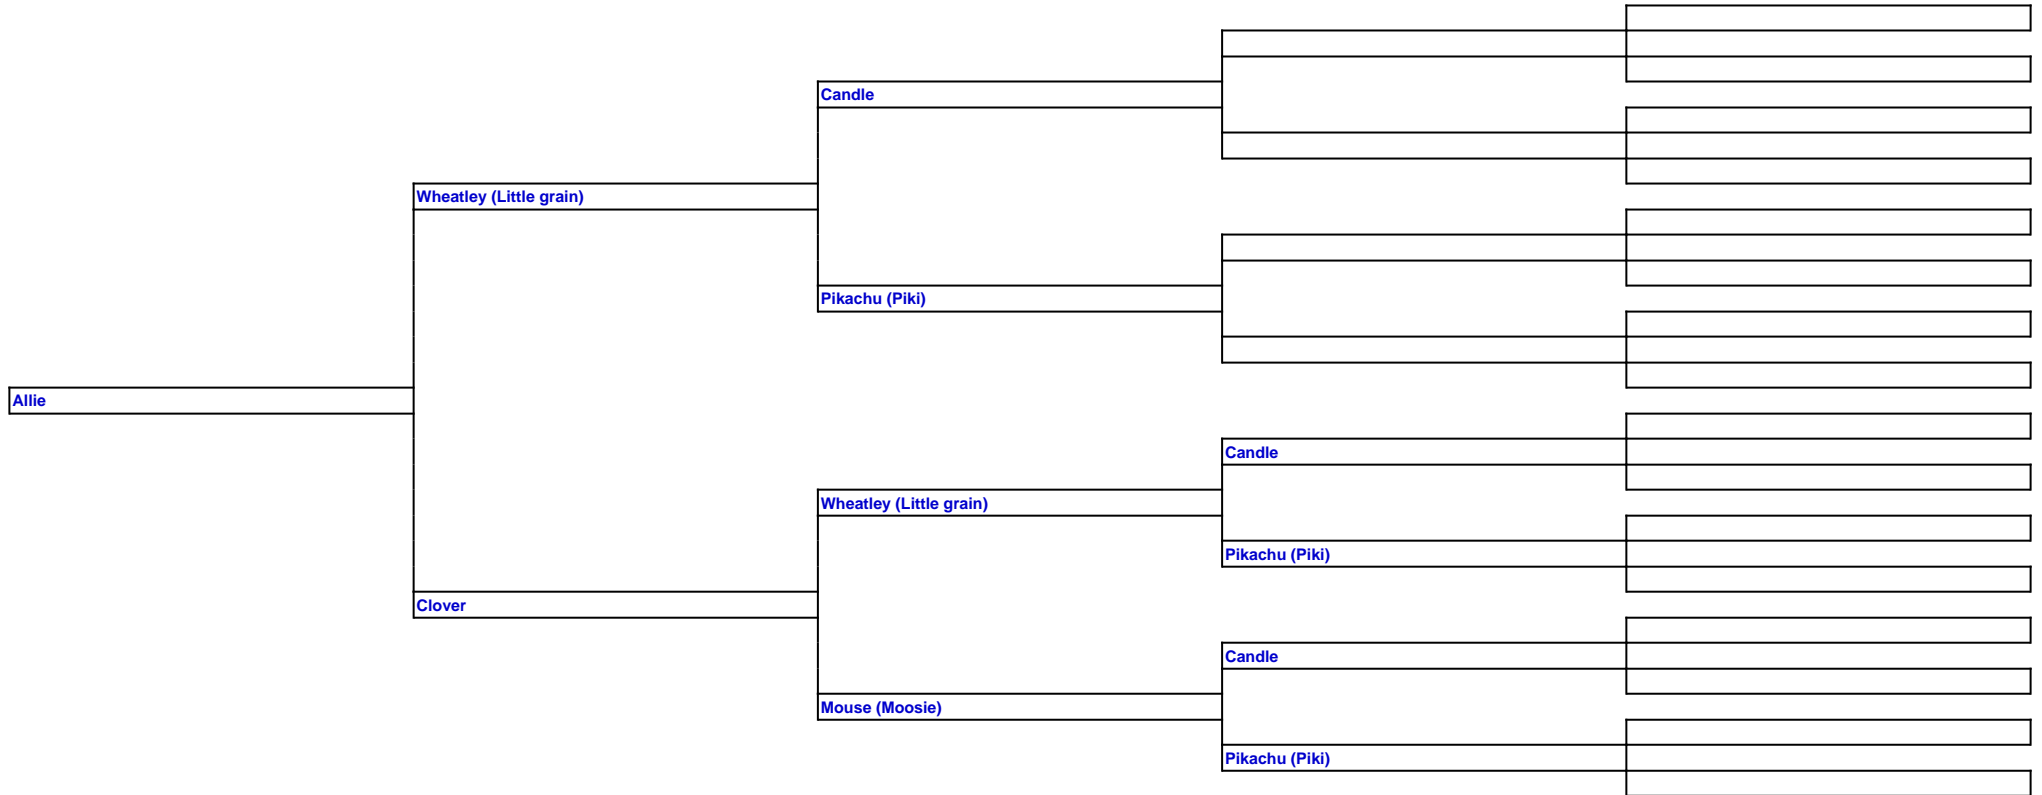 Candle
Wheatley (Little grain)
Pikachu (Piki)
Allie
Candle
Wheatley (Little grain)
Pikachu (Piki)
Clover
Candle
Mouse (Moosie)
Pikachu (Piki)